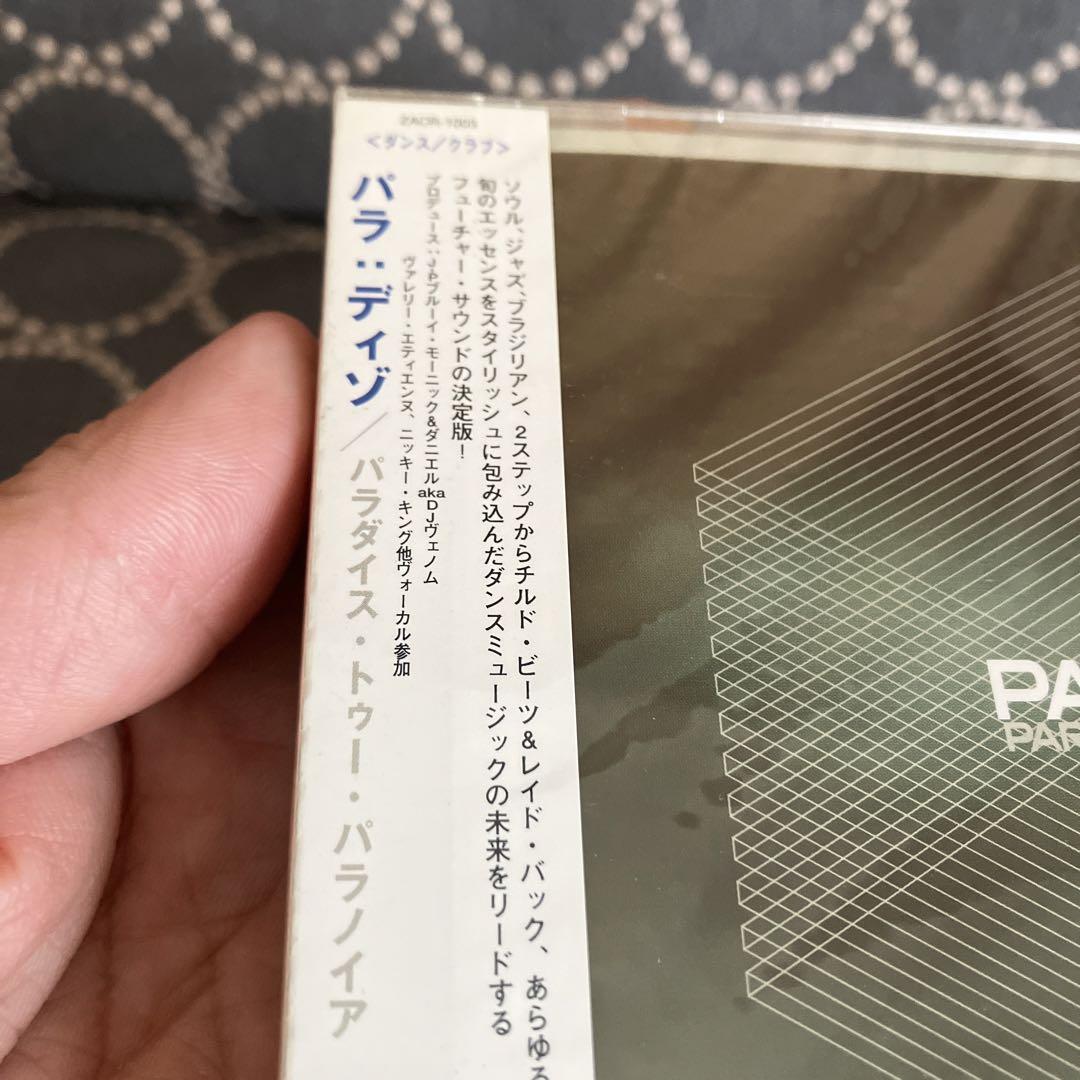 2ACR-1005
<ダンス/クラブ>
ソウル、ジャズ、ブラジリアン、2ステップからチルド・ビーツ&レイド・バック、あらゆる
旬のエッセンスをスタイリッシュに包み込んだダンスミュージックの未来をリードする
フューチャー・サウンドの決定版!
プロデュース:J-Pブルーイ・モーニック&ダニエル aka DJヴェノム
ヴァレリー・エティエンヌ、ニッキー・キング他ヴォーカル参加
パラ::ディゾ/パラダイス・トゥー・パラノイア
PA
PAR